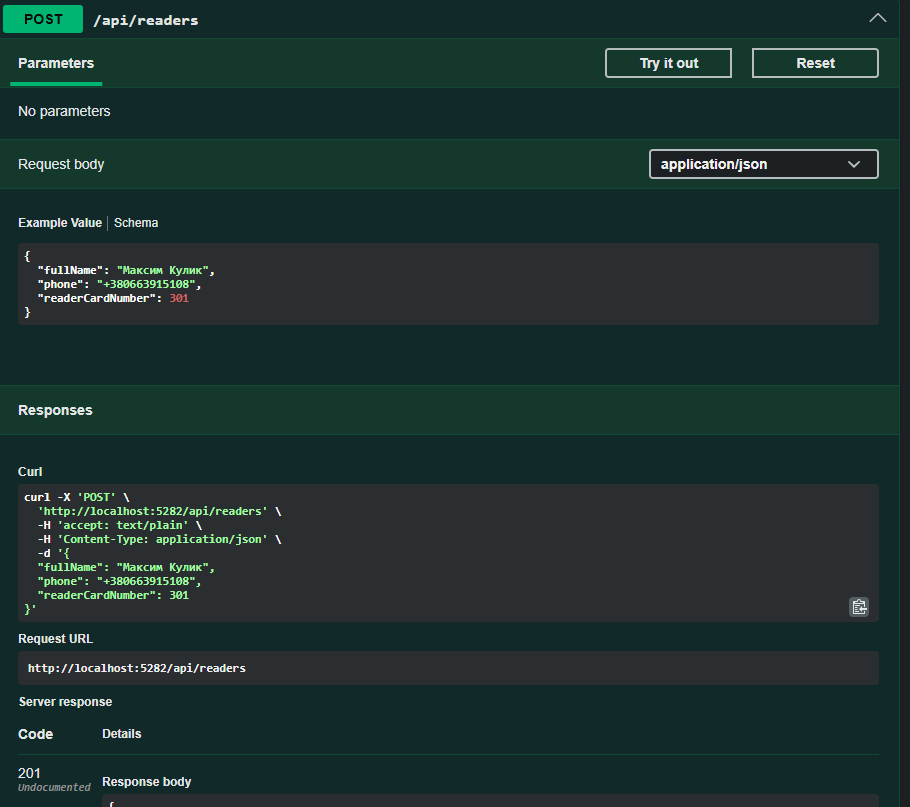 POST /api/readers
Parameters
Try it out
Reset
No parameters
Request body
application/json
Example Value | Schema
{
  "fullName": "Максим Кулик",
  "phone": "+380663915108",
  "readerCardNumber": 301
}
Responses
Curl
curl -X 'POST' \
  'http://localhost:5282/api/readers' \
  -H 'accept: text/plain' \
  -H 'Content-Type: application/json' \
  -d '{
  "fullName": "Максим Кулик",
  "phone": "+380663915108",
  "readerCardNumber": 301
}'
Request URL
http://localhost:5282/api/readers
Server response
Code Details
201
Undocumented
Response body
{